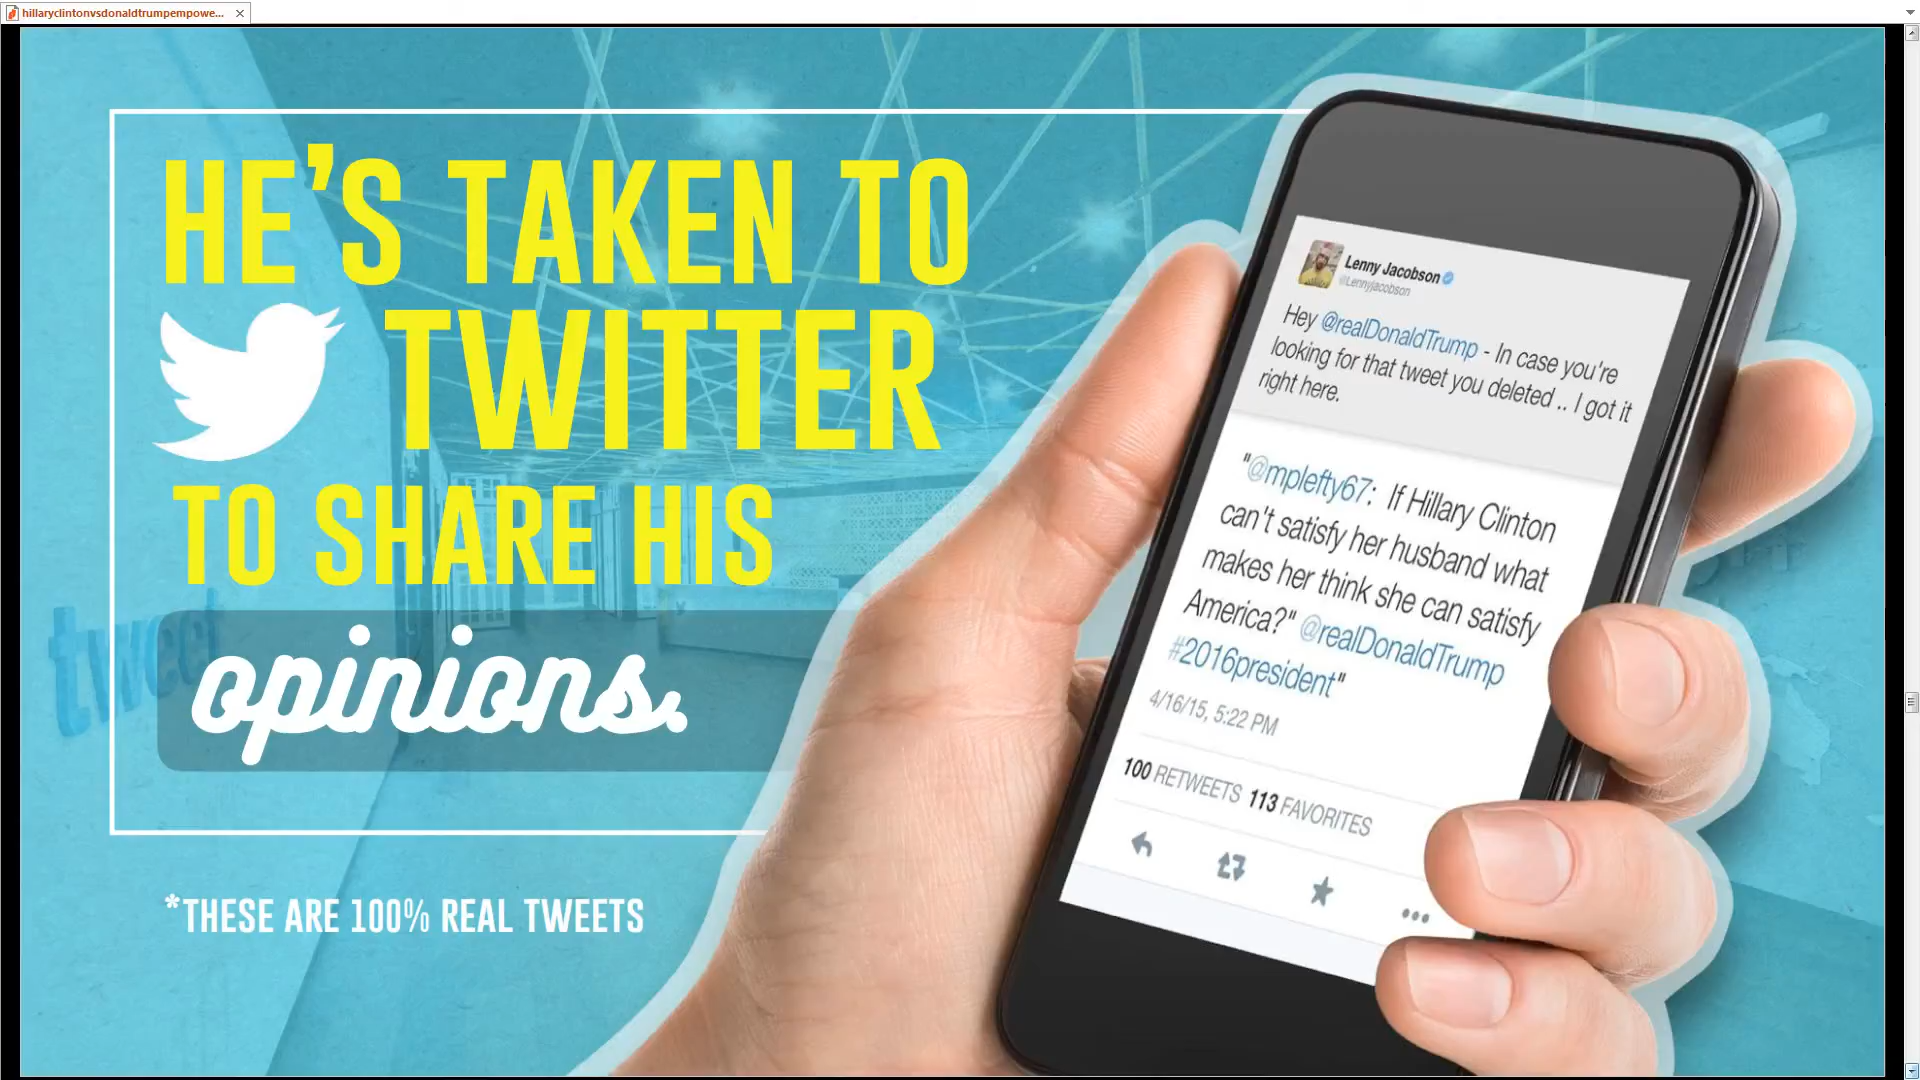 hillaryclintonvsdonaldtrumpempowe...
HE'S TAKEN TO
TWITTER
TO SHARE HIS
opinions.
*THESE ARE 100% REAL TWEETS
tweet
Lenny Jacobson
@Lennyjacobson
Hey @realDonaldTrump - In case you're
looking for that tweet you deleted .. I got it
right here.
"@mplefty67: If Hillary Clinton
can't satisfy her husband what
makes her think she can satisfy
America?" @realDonaldTrump
#2016president"
4/16/15, 5:22 PM
100 RETWEETS 113 FAVORITES